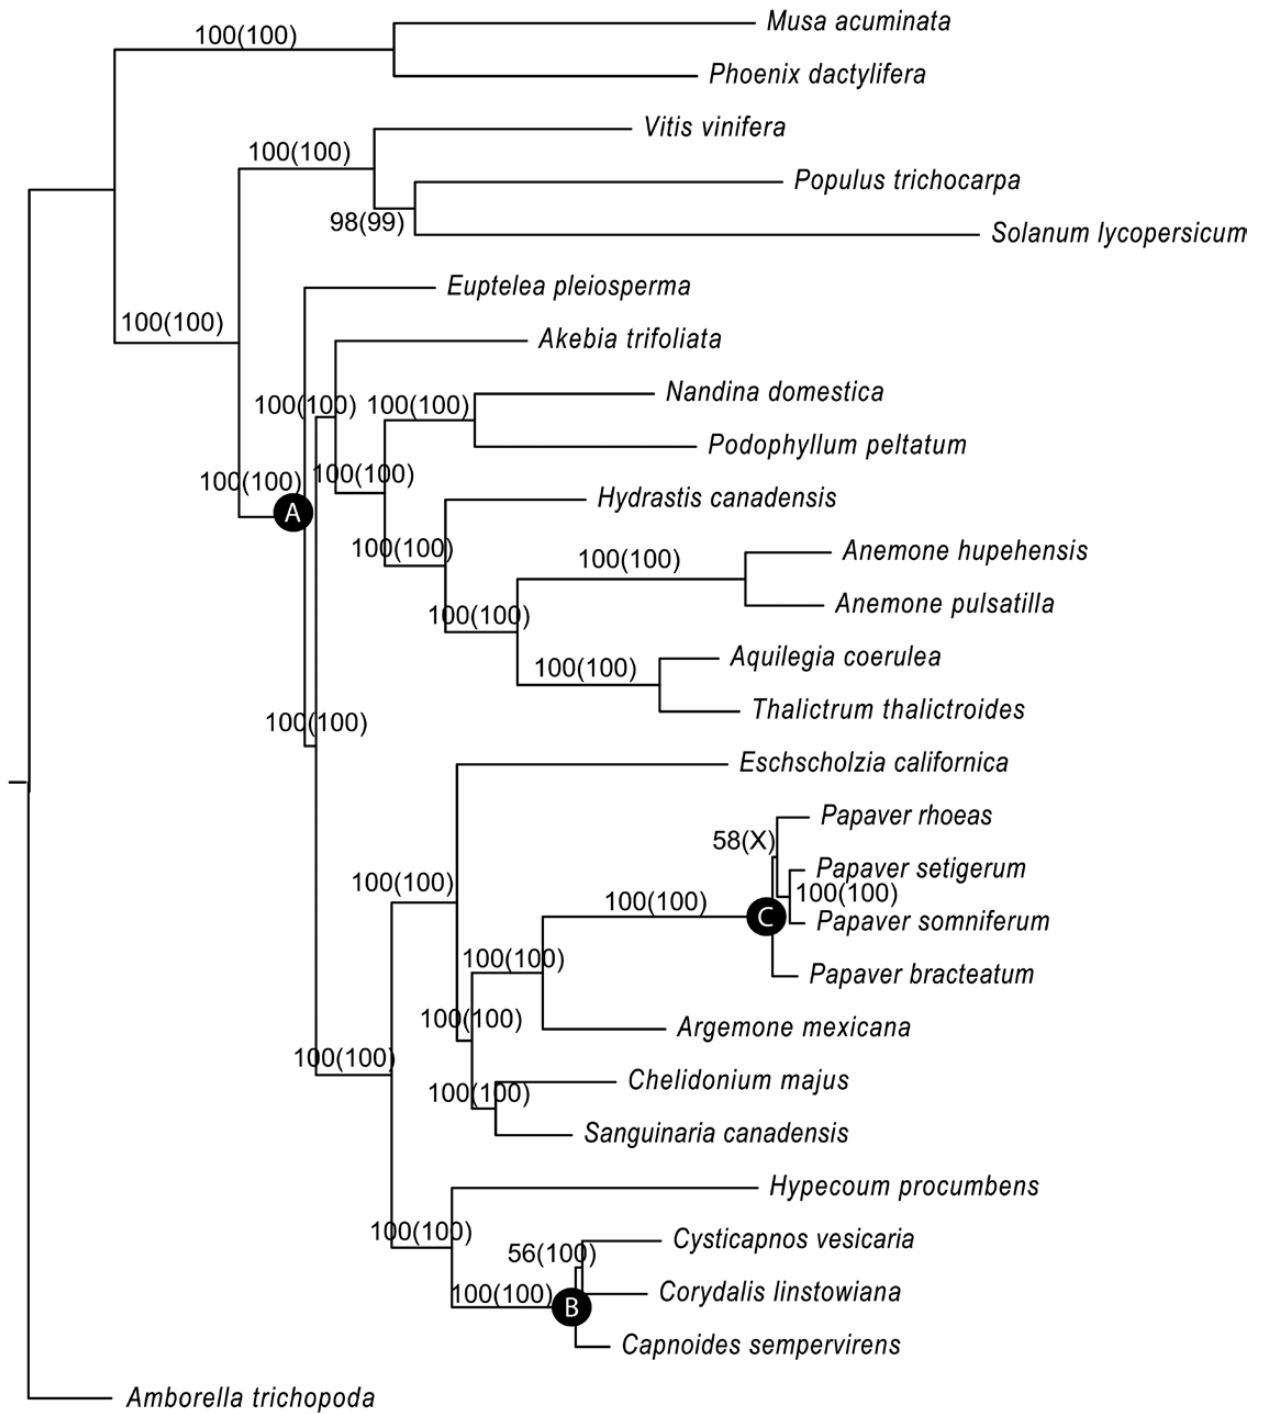 Musa acuminata
100(100)
Phoenix dactylifera
Vitis vinifera
100(100)
Populus trichocarpa
98(99)
Solanum lycopersicum
Euptelea pleiosperma
100(100)
Akebia trifoliata
Nandina domestica
100(100) 100(100)
Podophyllum peltatum
100(100) 100(100)
Hydrastis canadensis
A
100(100)
Anemone hupehensis
100(100)
Anemone pulsatilla
100(100)
Aquilegia coerulea
100(100)
Thalictrum thalictroides
100(100)
Eschscholzia californica
Papaver rhoeas
58(X)
Papaver setigerum
100(100)
100(100)
100(100)
C
Papaver somniferum
100(100)
Papaver bracteatum
100(100)
Argemone mexicana
100(100)
Chelidonium majus
100(100)
Sanguinaria canadensis
Hypecoum procumbens
100(100)
Cysticapnos vesicaria
56(100)
100(100)
Corydalis linstowiana
B
Capnoides sempervirens
Amborella trichopoda